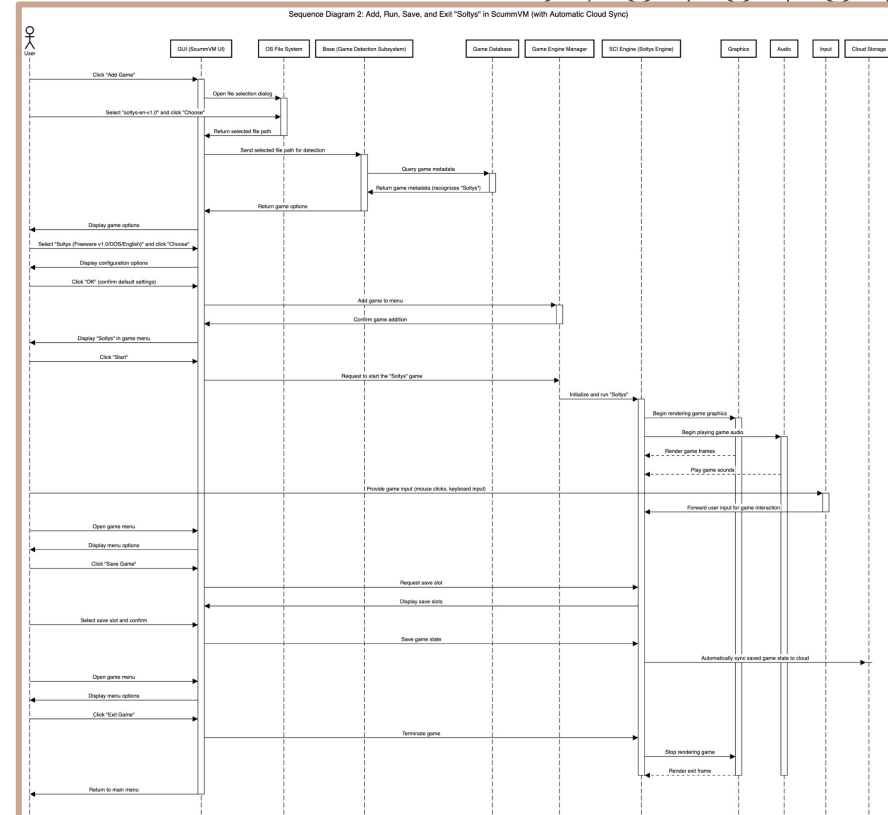 Sequence Diagram 2: Add, Run, Save, and Exit "Soltys" in ScummVM (with Automatic Cloud Sync)
User
GUI (ScummVM UI)
OS File System
Base (Game Detection Subsystem)
Game Database
Game Engine Manager
SCI Engine (Soltys Engine)
Graphics
Audio
Input
Cloud Storage
Click "Add Game"
Open file selection dialog
Select "soltys-en-v1.0" and click "Choose"
Return selected file path
Send selected file path for detection
Query game metadata
Return game metadata (recognizes "Soltys")
Return game options
Display game options
Select "Soltys (Freeware v1.0/DOS/English)" and click "Choose"
Display configuration options
Click "OK" (confirm default settings)
Add game to menu
Confirm game addition
Display "Soltys" in game menu
Click "Start"
Request to start the "Soltys" game
Initialize and run "Soltys"
Begin rendering game graphics
Begin playing game audio
Render game frames
Play game sounds
Provide game input (mouse clicks, keyboard input)
Forward user input for game interaction
Open game menu
Display menu options
Click "Save Game"
Request save slot
Display save slots
Select save slot and confirm
Save game state
Automatically sync saved game state to cloud
Open game menu
Display menu options
Click "Exit Game"
Terminate game
Stop rendering game
Render exit frame
Return to main menu